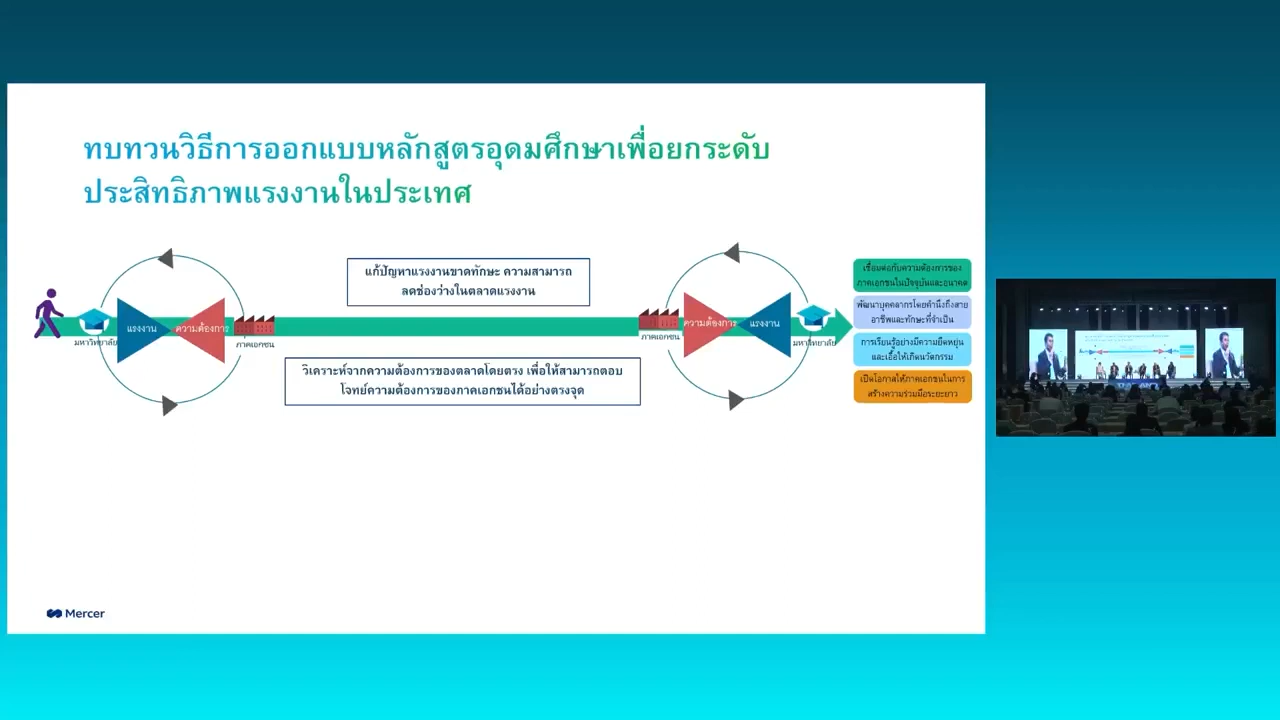 ทบทวนวิธีการออกแบบหลักสูตรอุดมศึกษาเพื่อยกระดับ
ประสิทธิภาพแรงงานในประเทศ
มหาวิทยาลัย
แรงงาน
ความต้องการ
ภาคเอกชน
แก้ปัญหาแรงงานขาดทักษะ ความสามารถ
ลดช่องว่างในตลาดแรงงาน
วิเคราะห์จากความต้องการของตลาดโดยตรง เพื่อให้สามารถตอบ
โจทย์ความต้องการของภาคเอกชนได้อย่างตรงจุด
ภาคเอกชน
ความต้องการ
แรงงาน
มหาวิทยาลัย
เชื่อมต่อกับความต้องการของ
ภาคเอกชนในปัจจุบันและอนาคต
พัฒนาบุคคลากรโดยคำนึงถึงสาย
อาชีพและทักษะที่จำเป็น
การเรียนรู้อย่างมีความยืดหยุ่น
และเอื้อให้เกิดนวัตกรรม
เปิดโอกาสให้ภาคเอกชนในการ
สร้างความร่วมมือระยะยาว
Mercer